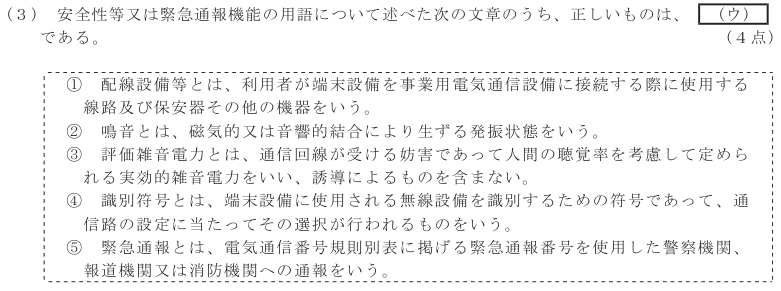 (3) 安全性等又は緊急通報機能の用語について述べた次の文章のうち、正しいものは、 (ウ)
である。 (4点)
① 配線設備等とは、利用者が端末設備を事業用電気通信設備に接続する際に使用する
線路及び保安器その他の機器をいう。
② 鳴音とは、磁気的又は音響的結合により生ずる発振状態をいう。
③ 評価雑音電力とは、通信回線が受ける妨害であって人間の聴覚率を考慮して定めら
れる実効的雑音電力をいい、誘導によるものを含まない。
④ 識別符号とは、端末設備に使用される無線設備を識別するための符号であって、通
信路の設定に当たってその選択が行われるものをいう。
⑤ 緊急通報とは、電気通信番号規則別表に掲げる緊急通報番号を使用した警察機関、
報道機関又は消防機関への通報をいう。